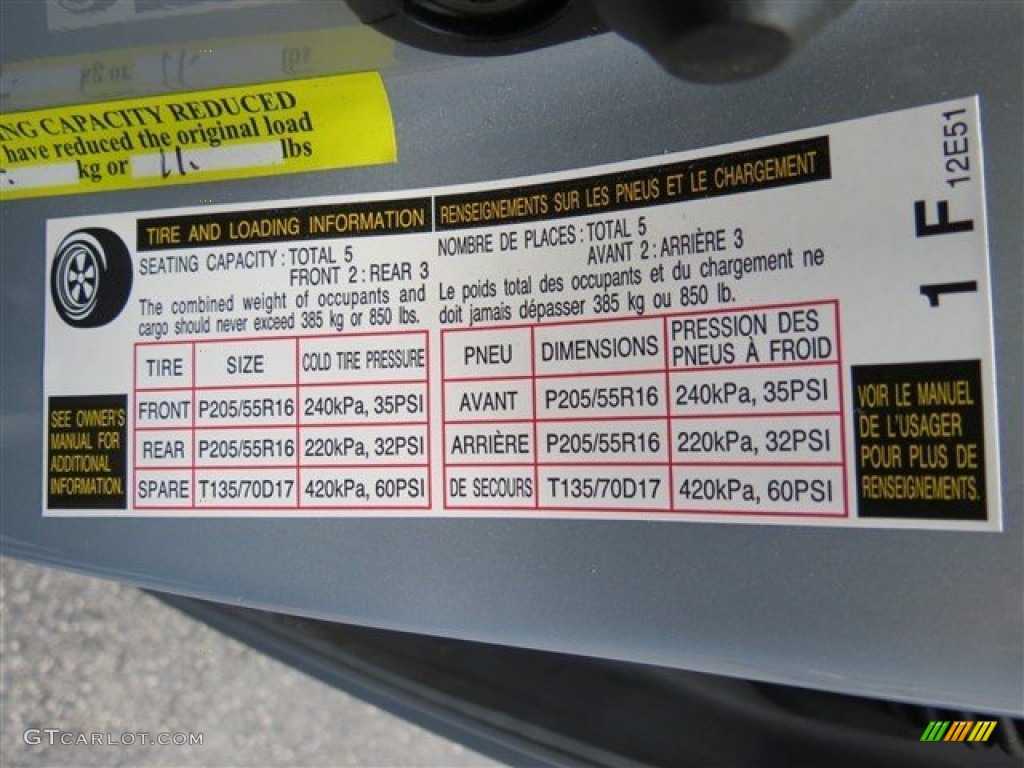 NG CAPACITY REDUCED
have reduced the original load
kg or 11. lbs
TIRE AND LOADING INFORMATION
SEATING CAPACITY : TOTAL 5
FRONT 2 : REAR 3
The combined weight of occupants and
cargo should never exceed 385 kg or 850 lbs.
TIRE SIZE COLD TIRE PRESSURE
FRONT P205/55R16 240kPa, 35PSI
REAR P205/55R16 220kPa, 32PSI
SPARE T135/70D17 420kPa, 60PSI
SEE OWNER'S
MANUAL FOR
ADDITIONAL
INFORMATION.
RENSEIGNEMENTS SUR LES PNEUS ET LE CHARGEMENT
NOMBRE DE PLACES : TOTAL 5
AVANT 2 : ARRIÈRE 3
Le poids total des occupants et du chargement ne
doit jamais dépasser 385 kg ou 850 lb.
PNEU DIMENSIONS PRESSION DES
PNEUS À FROID
AVANT P205/55R16 240kPa, 35PSI
ARRIÈRE P205/55R16 220kPa, 32PSI
DE SECOURS T135/70D17 420kPa, 60PSI
VOIR LE MANUEL
DE L'USAGER
POUR PLUS DE
RENSEIGNEMENTS.
1 F 12E51
GTCARLOT.COM